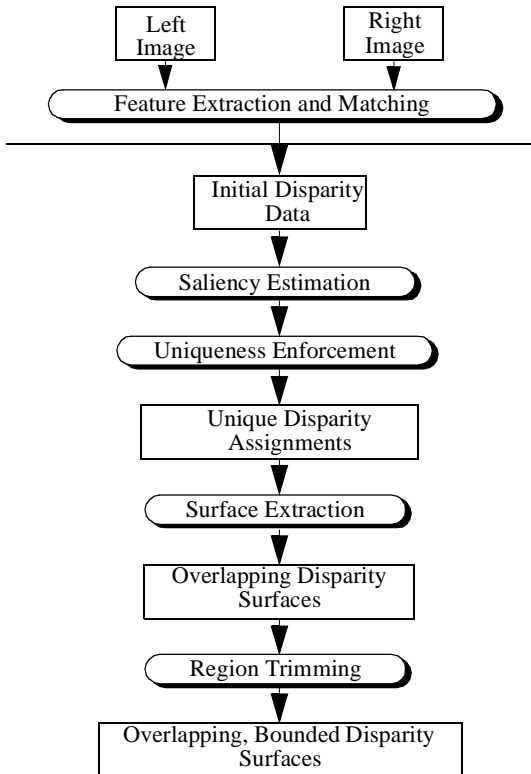 Left
Image
Right
Image
Feature Extraction and Matching
Initial Disparity
Data
Saliency Estimation
Uniqueness Enforcement
Unique Disparity
Assignments
Surface Extraction
Overlapping Disparity
Surfaces
Region Trimming
Overlapping, Bounded Disparity
Surfaces